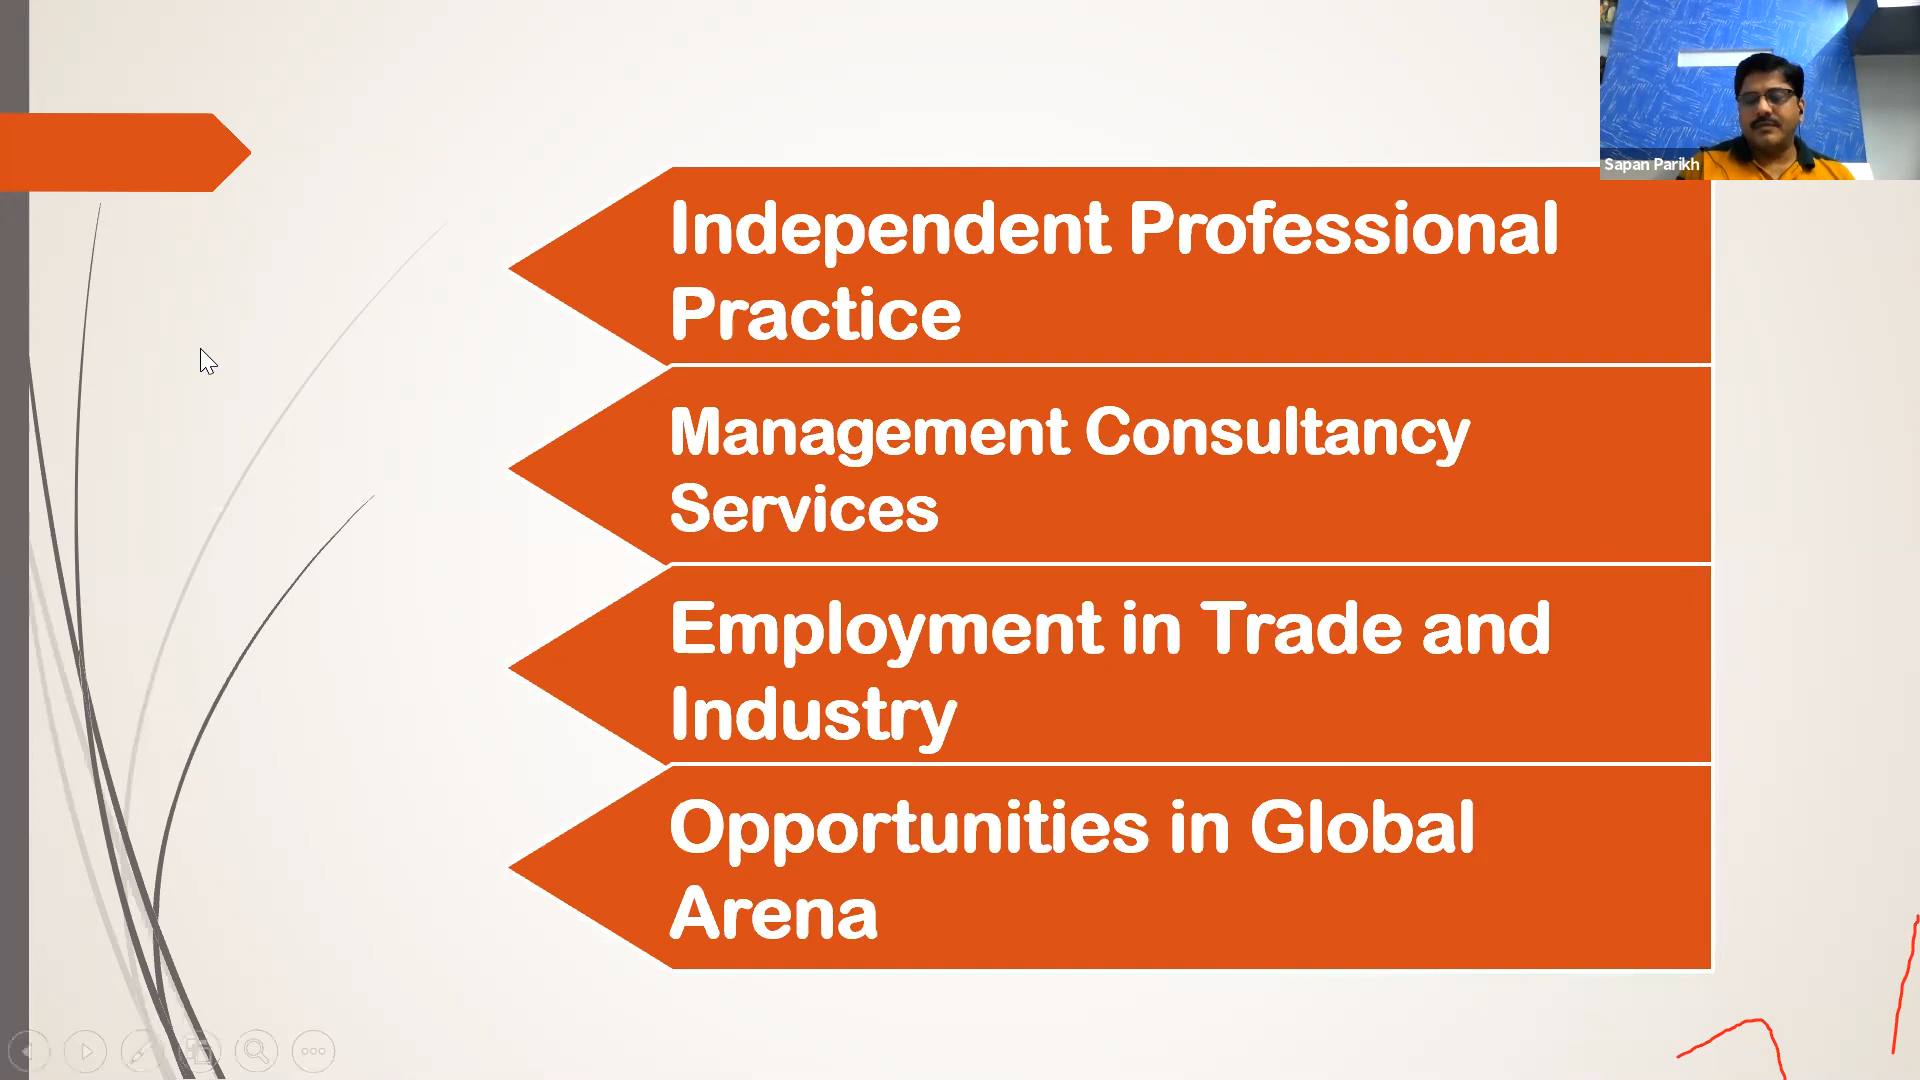 Sapan Parikh
Independent Professional
Practice
Management Consultancy
Services
Employment in Trade and
Industry
Opportunities in Global
Arena